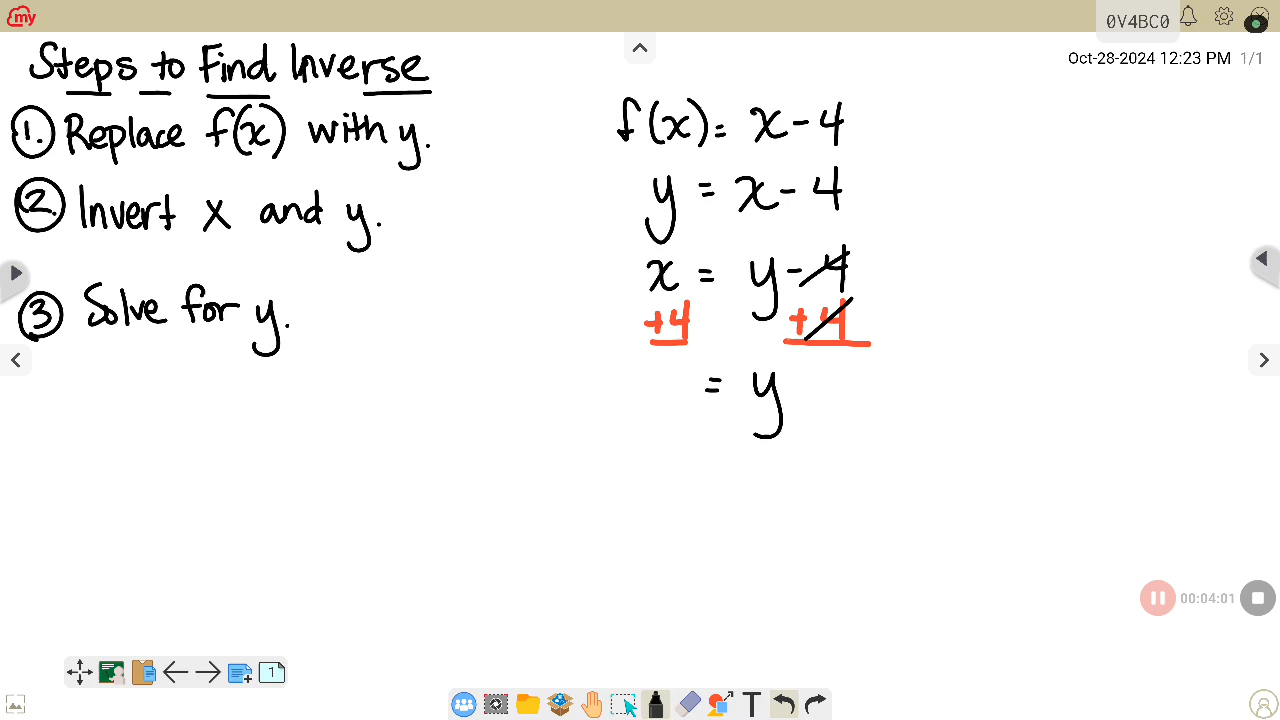 my
0V4BC0
Oct-28-2024 12:23 PM 1/1
Steps to Find Inverse
1. Replace f(x) with y.
2. Invert x and y.
3 Solve for y.
f(x) = x - 4
y = x - 4
x = y - 4
+4 +4
= y
00:04:01
1
T